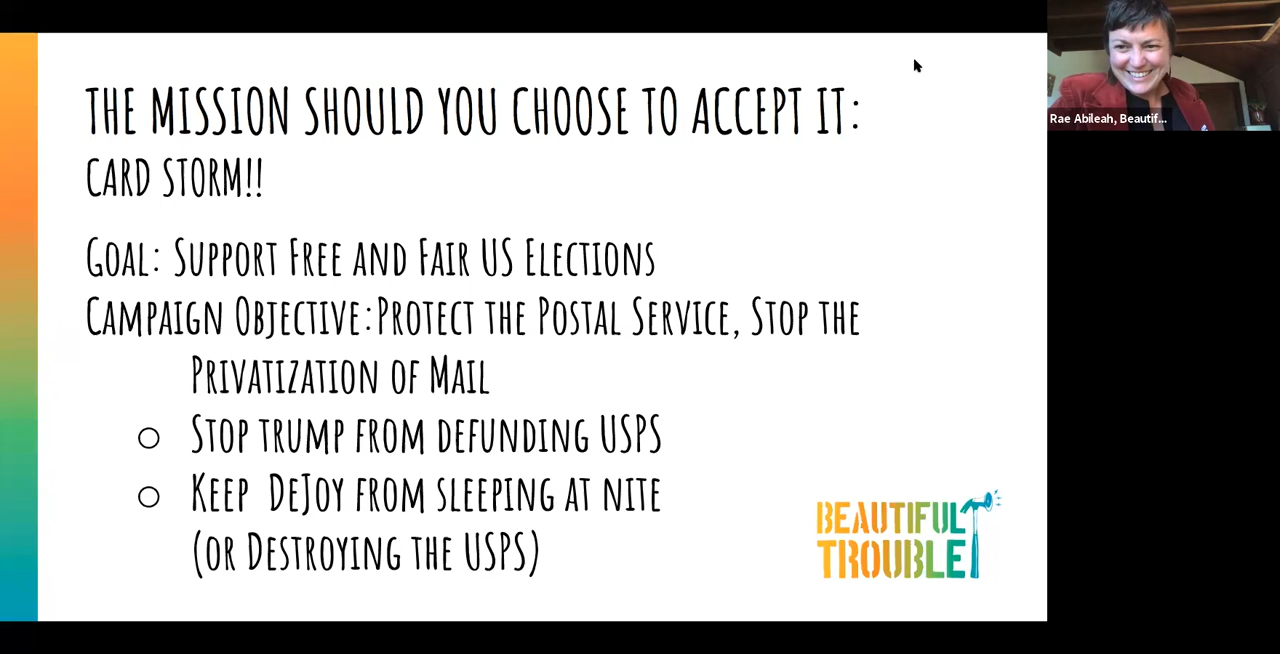 THE MISSION SHOULD YOU CHOOSE TO ACCEPT IT:
CARD STORM!!
GOAL: SUPPORT FREE AND FAIR US ELECTIONS
CAMPAIGN OBJECTIVE:PROTECT THE POSTAL SERVICE, STOP THE
PRIVATIZATION OF MAIL
STOP TRUMP FROM DEFUNDING USPS
KEEP DEJOY FROM SLEEPING AT NITE
(OR DESTROYING THE USPS)
BEAUTIFUL
TROUBLE
Rae Abileah, Beautif...